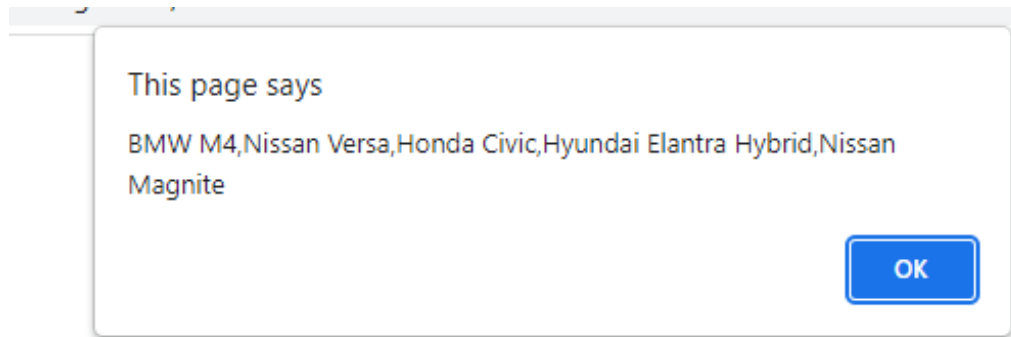 This page says
BMW M4,Nissan Versa,Honda Civic,Hyundai Elantra Hybrid,Nissan
Magnite
OK